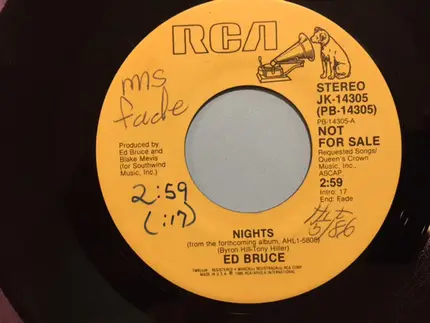 RCA
STEREO
JK-14305
(PB-14305)
PB-14305-A
NOT
FOR SALE
Requested Songs/
Queen's Crown
Music, Inc.
ASCAP
2:59
Intro: 17
End: Fade
ms
fade
Produced by
Ed Bruce and
Blake Mevis
(for Southwind
Music, Inc.)
2:59
(:17)
NIGHTS
(from the forthcoming album, AHL1-5808)
(Byron Hill-Tony Hiller)
ED BRUCE
5/86